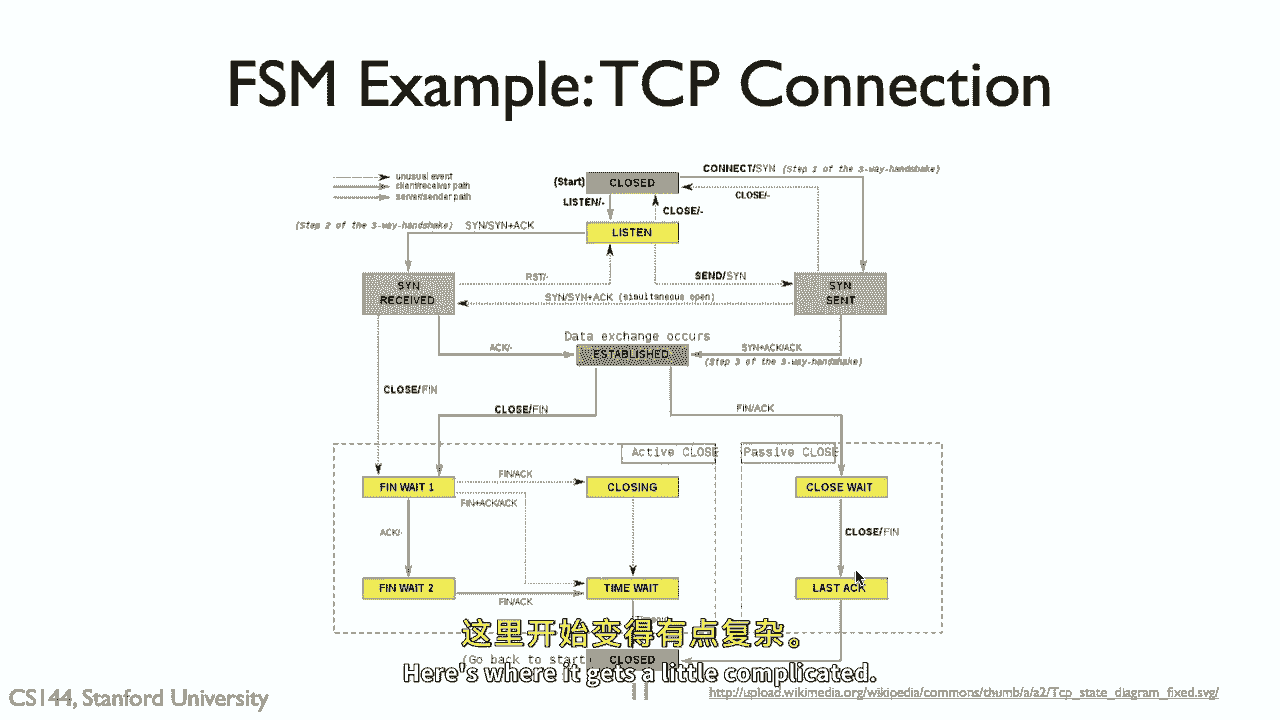 FSM Example: TCP Connection
unusual event
client/receiver path
server/sender path
(Start)
CLOSED
CONNECT/SYN (Step 1 of the 3-way-handshake)
CLOSE/-
LISTEN/-
CLOSE/-
(Step 2 of the 3-way-handshake) SYN/SYN+ACK
LISTEN
RST/-
SEND/SYN
SYN
RECEIVED
SYN
SENT
SYN/SYN+ACK (simultaneous open)
Data exchange occurs
ACK/-
ESTABLISHED
SYN+ACK/ACK
(Step 3 of the 3-way-handshake)
CLOSE/FIN
CLOSE/FIN
FIN/ACK
Active CLOSE
Passive CLOSE
FIN WAIT 1
FIN/ACK
CLOSING
CLOSE WAIT
FIN+ACK/ACK
ACK/-
CLOSE/FIN
FIN WAIT 2
TIME WAIT
LAST ACK
FIN/ACK
这里开始变得有点复杂。
(Go back to start)
CLOSED
Here's where it gets a little complicated.
CS144, Stanford University
11
http://upload.wikimedia.org/wikipedia/commons/thumb/a/a2/Tcp_state_diagram_fixed.svg/